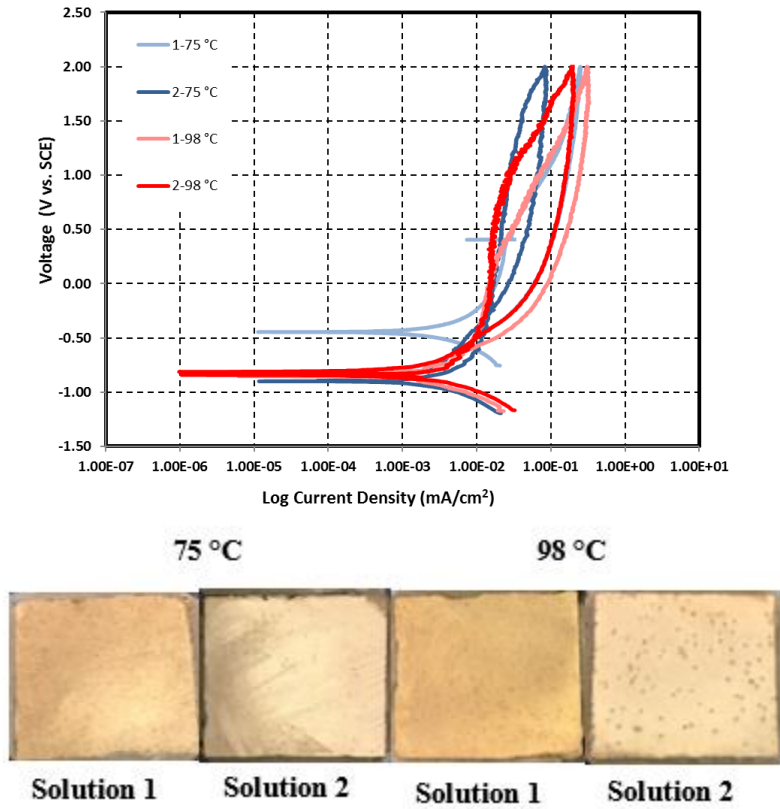 2.50
2.00
1.50
1.00
0.50
0.00
-0.50
-1.00
-1.50
Voltage (V vs. SCE)
1-75 °C
2-75 °C
1-98 °C
2-98 °C
1.00E-07 1.00E-06 1.00E-05 1.00E-04 1.00E-03 1.00E-02 1.00E-01 1.00E+00 1.00E+01
Log Current Density (mA/cm²)
75 °C 98 °C
Solution 1 Solution 2 Solution 1 Solution 2